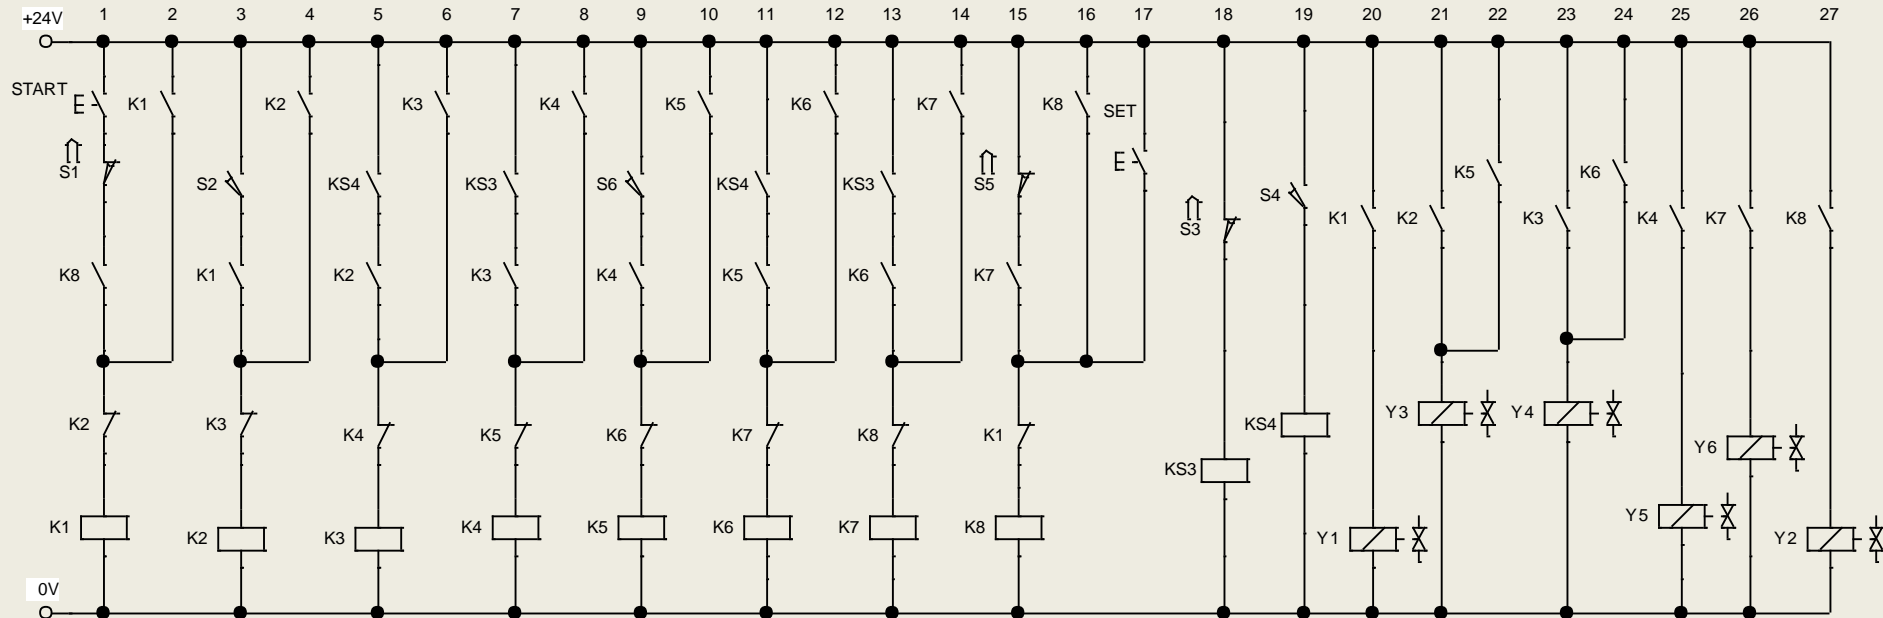 +24V 1 2 3 4 5 6 7 8 9 10 11 12 13 14 15 16 17 18 19 20 21 22 23 24 25 26 27
START K1 K2 K3 K4 K5 K6 K7 K8 SET
S1 S2 KS4 KS3 S6 KS4 KS3 S5 S3 S4 K5 K6
K1 K2 K3 K4 K7 K8
K8 K1 K2 K3 K4 K5 K6 K7
K2 K3 K4 K5 K6 K7 K8 K1 KS4 Y3 Y4
KS3 Y6
K1 K2 K3 K4 K5 K6 K7 K8 Y1 Y5 Y2
0V